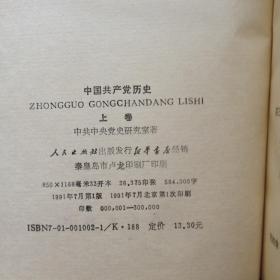 中国共产党历史
ZHONGGUO GONGCHANDANG LISHI
上卷
中共中央党史研究室著
人民出版社出版发行 新华书店经销
秦皇岛市卢龙印刷厂印刷
850×1168毫米32开本 26.375印张 584,000字
1991年7月第1版 1991年7月北京第1次印刷
印数 000,001—300,000
ISBN7-01-001002-1/K·168 定价 13.30元